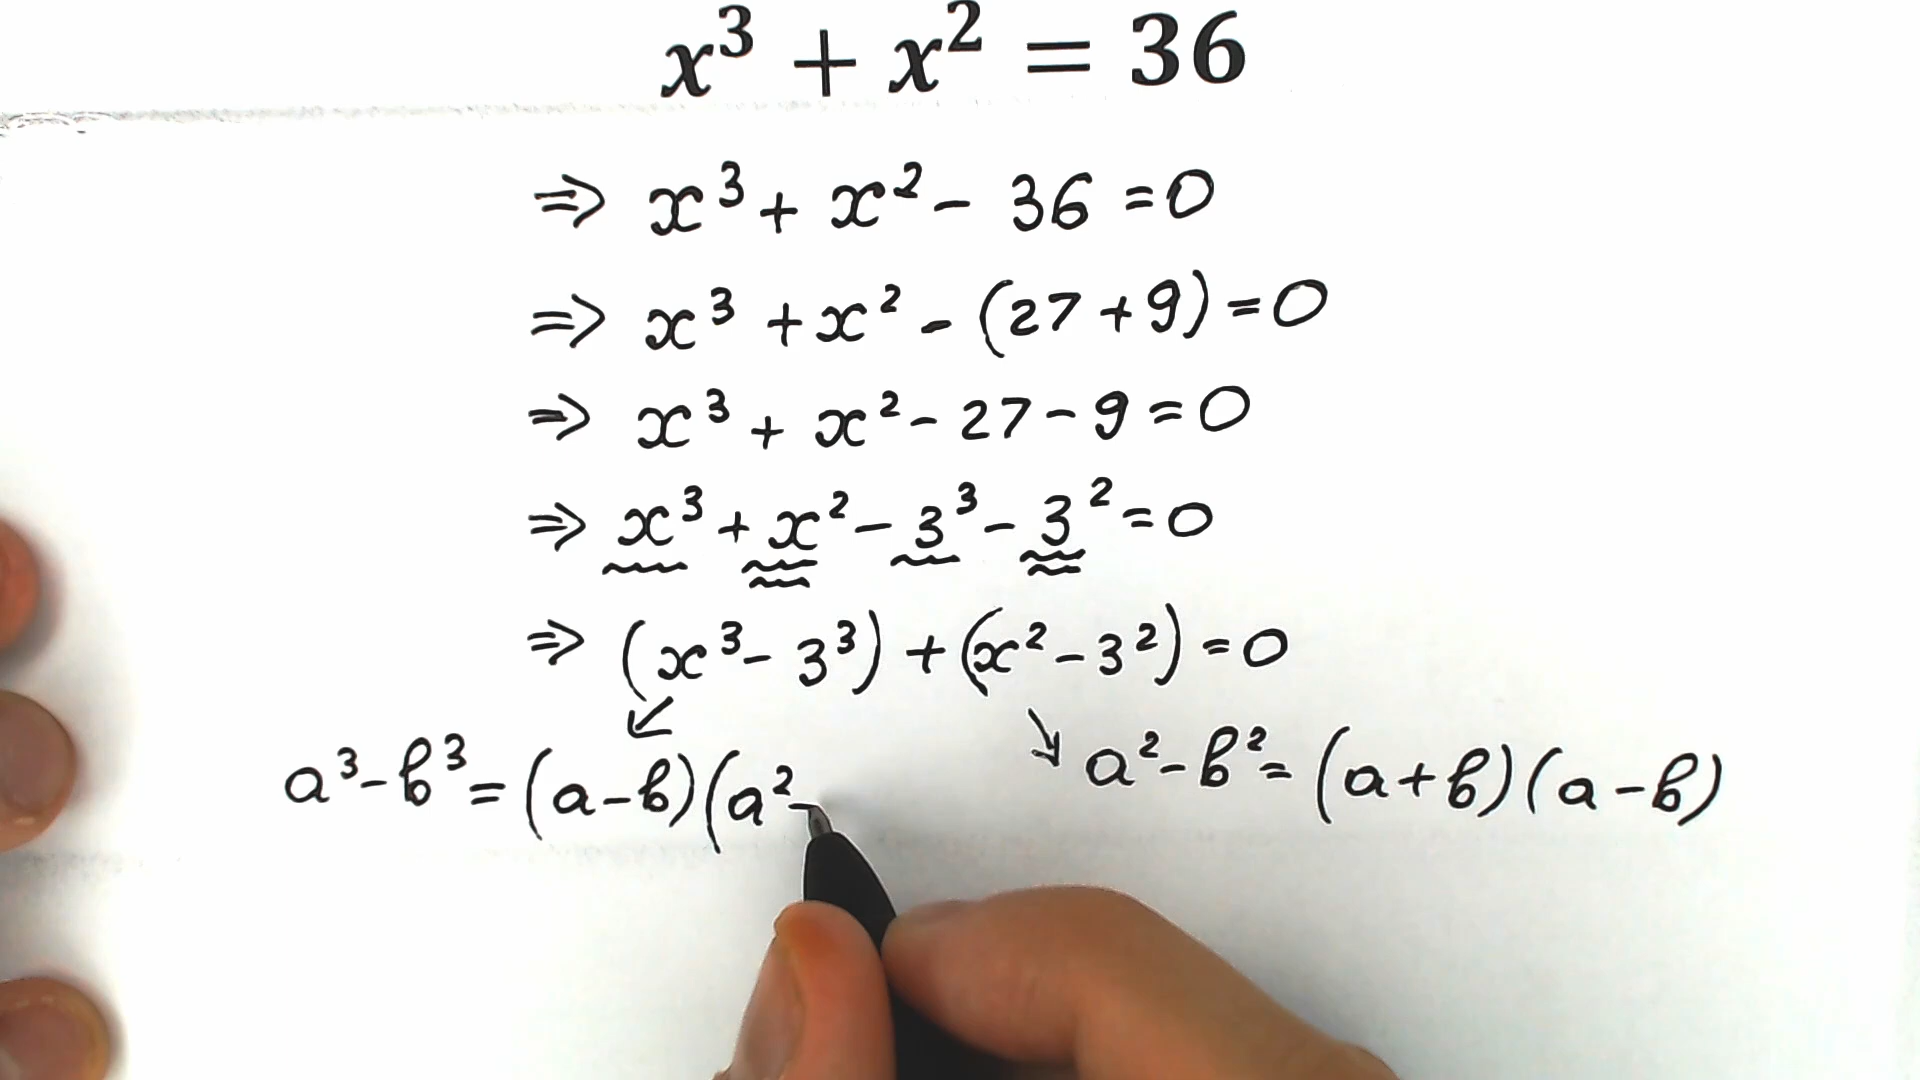 x³ + x² = 36
⇒ x³ + x² - 36 = 0
⇒ x³ + x² - (27 + 9) = 0
⇒ x³ + x² - 27 - 9 = 0
⇒ x³ + x² - 3³ - 3² = 0
⇒ (x³ - 3³) + (x² - 3²) = 0
↙ a³ - b³ = (a - b)(a² -
↘ a² - b² = (a + b)(a - b)